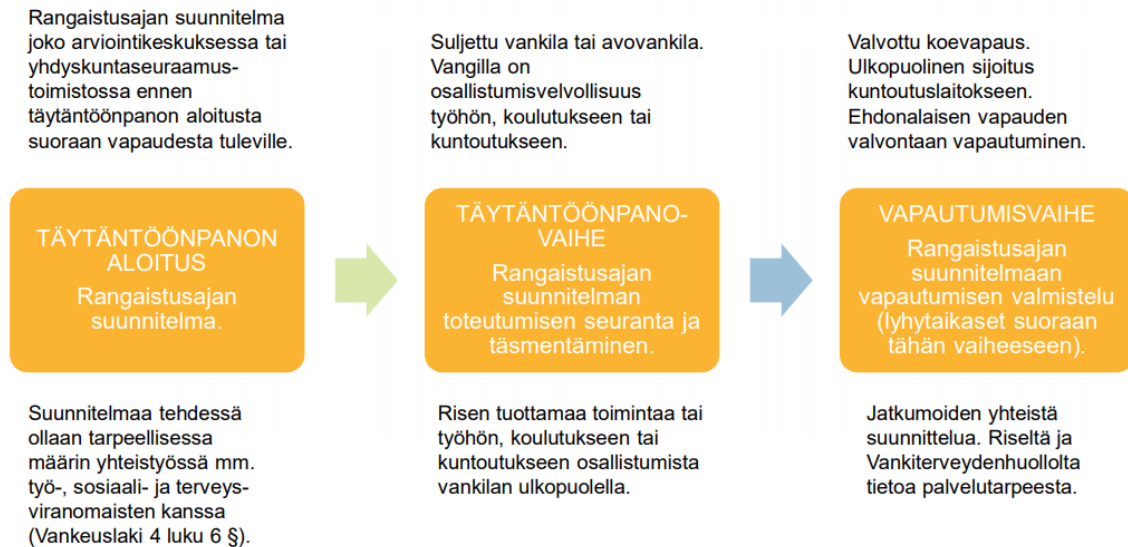 Rangaistusajan suunnitelma
joko arviointikeskuksessa tai
yhdyskuntaseuraamus-
toimistossa ennen
täytäntöönpanon aloitusta
suoraan vapaudesta tuleville.
TÄYTÄNTÖÖNPANON
ALOITUS
Rangaistusajan
suunnitelma.
Suunnitelmaa tehdessä
ollaan tarpeellisessa
määrin yhteistyössä mm.
työ-, sosiaali- ja terveys-
viranomaisten kanssa
(Vankeuslaki 4 luku 6 §).
Suljettu vankila tai avovankila.
Vangilla on
osallistumisvelvollisuus
työhön, koulutukseen tai
kuntoutukseen.
TÄYTÄNTÖÖNPANO-
VAIHE
Rangaistusajan
suunnitelman
toteutumisen seuranta ja
täsmentäminen.
Risen tuottamaa toimintaa tai
työhön, koulutukseen tai
kuntoutukseen osallistumista
vankilan ulkopuolella.
Valvottu koevapaus.
Ulkopuolinen sijoitus
kuntoutuslaitokseen.
Ehdonalaisen vapauden
valvontaan vapautuminen.
VAPAUTUMISVAIHE
Rangaistusajan
suunnitelmaan
vapautumisen valmistelu
(lyhytaikaset suoraan
tähän vaiheeseen).
Jatkumoiden yhteistä
suunnittelua. Riseltä ja
Vankiterveydenhuollolta
tietoa palvelutarpeesta.